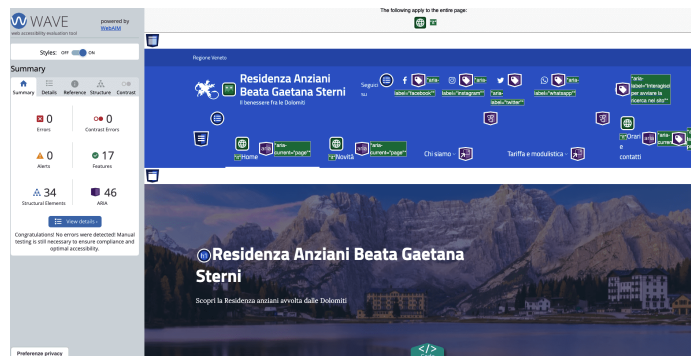 The following apply to the entire page:
WAVE
web accessibility evaluation tool
powered by
WebAIM
Styles: OFF ON
Summary
Summary Details Reference Structure Contrast
0
Errors
0
Contrast Errors
0
Alerts
17
Features
34
Structural Elements
46
ARIA
View details ›
Congratulations! No errors were detected! Manual
testing is still necessary to ensure compliance and
optimal accessibility.
Preferenze privacy
Regione Veneto
Residenza Anziani
Beata Gaetana Sterni
Il benessere fra le Dolomiti
Seguici
su
*aria-
label="facebook"*
*aria-
label="instagram"*
*aria-
label="twitter"*
*aria-
label="whatsapp"*
*aria-
label="Interagisci
per avviare la
ricerca nel sito"*
aria *aria-
current="page"*
Home
aria *aria-
current="page"*
Novità
Chi siamo
Tariffa e modulistica
Orari
e
contatti
aria
h1 Residenza Anziani Beata Gaetana
Sterni
Scopri la Residenza anziani avvolta dalle Dolomiti
</>